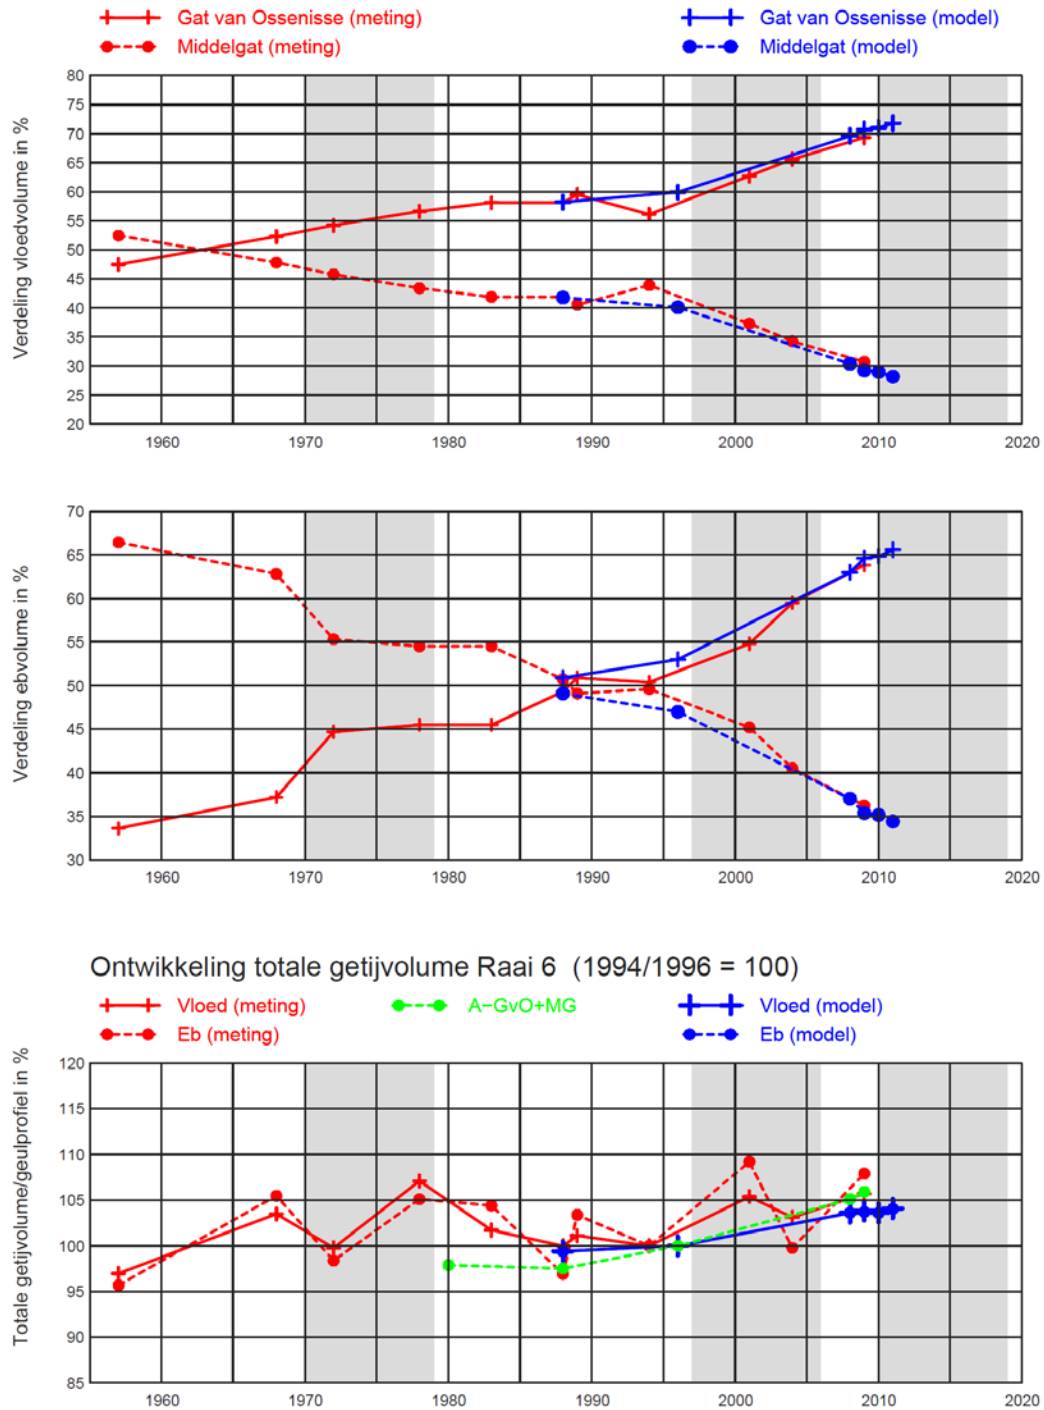 Gat van Ossenisse (meting)
Gat van Ossenisse (model)
Middelgat (meting)
Middelgat (model)
Verdeling vloedvolume in %
80
75
70
65
60
55
50
45
40
35
30
25
20
1960 1970 1980 1990 2000 2010 2020
Verdeling ebvolume in %
70
65
60
55
50
45
40
35
30
1960 1970 1980 1990 2000 2010 2020
Ontwikkeling totale getijvolume Raai 6 (1994/1996 = 100)
Vloed (meting)
A-GvO+MG
Vloed (model)
Eb (meting)
Eb (model)
Totale getijvolume/geulprofiel in %
120
115
110
105
100
95
90
85
1960 1970 1980 1990 2000 2010 2020